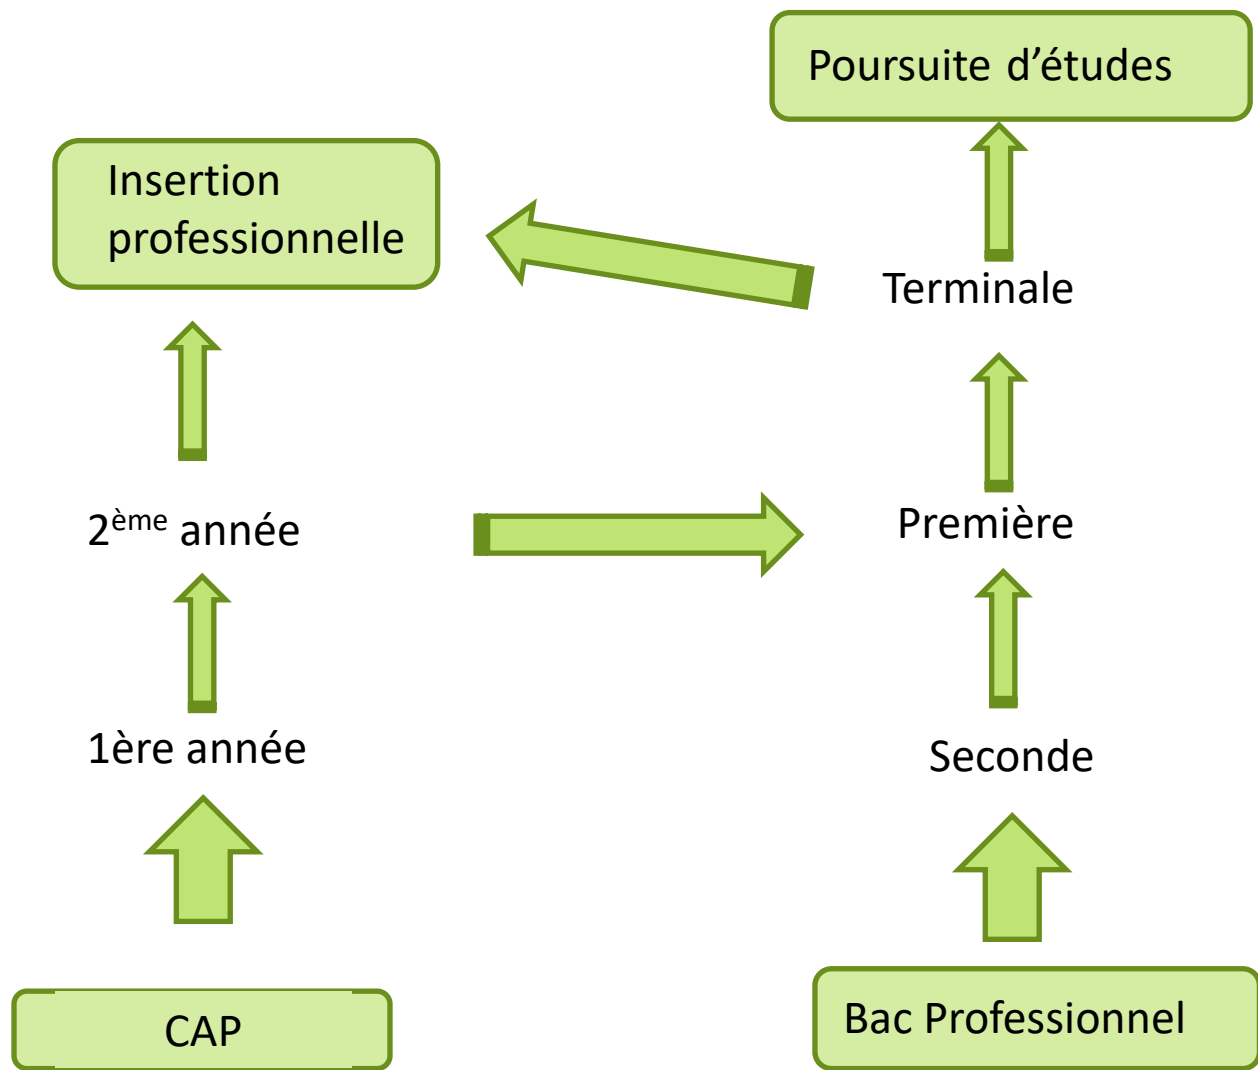 Poursuite d’études
Insertion
professionnelle
Terminale
2ème année
Première
1ère année
Seconde
CAP
Bac Professionnel